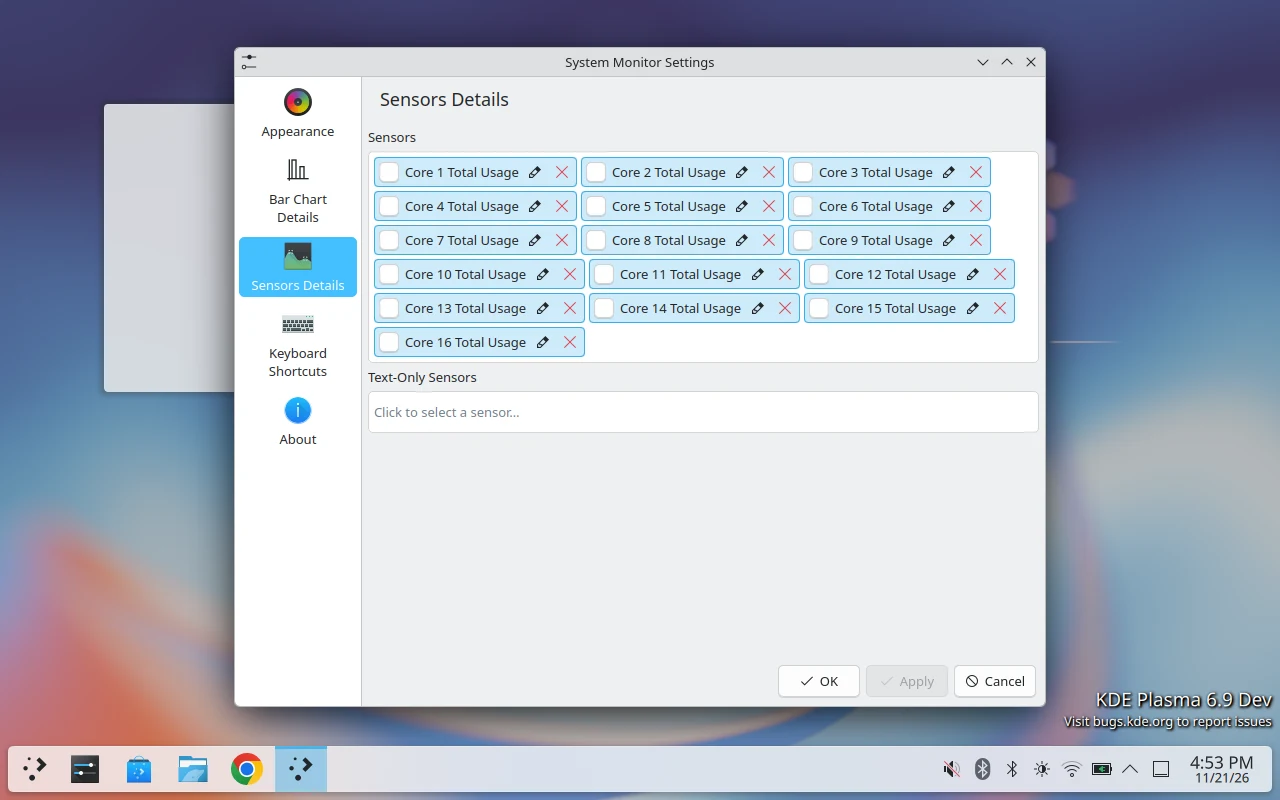 System Monitor Settings
Appearance
Bar Chart
Details
Sensors Details
Keyboard
Shortcuts
About
Sensors Details
Sensors
Core 1 Total Usage Core 2 Total Usage Core 3 Total Usage
Core 4 Total Usage Core 5 Total Usage Core 6 Total Usage
Core 7 Total Usage Core 8 Total Usage Core 9 Total Usage
Core 10 Total Usage Core 11 Total Usage Core 12 Total Usage
Core 13 Total Usage Core 14 Total Usage Core 15 Total Usage
Core 16 Total Usage
Text-Only Sensors
Click to select a sensor...
OK Apply Cancel
KDE Plasma 6.9 Dev
Visit bugs.kde.org to report issues
4:53 PM
11/21/26